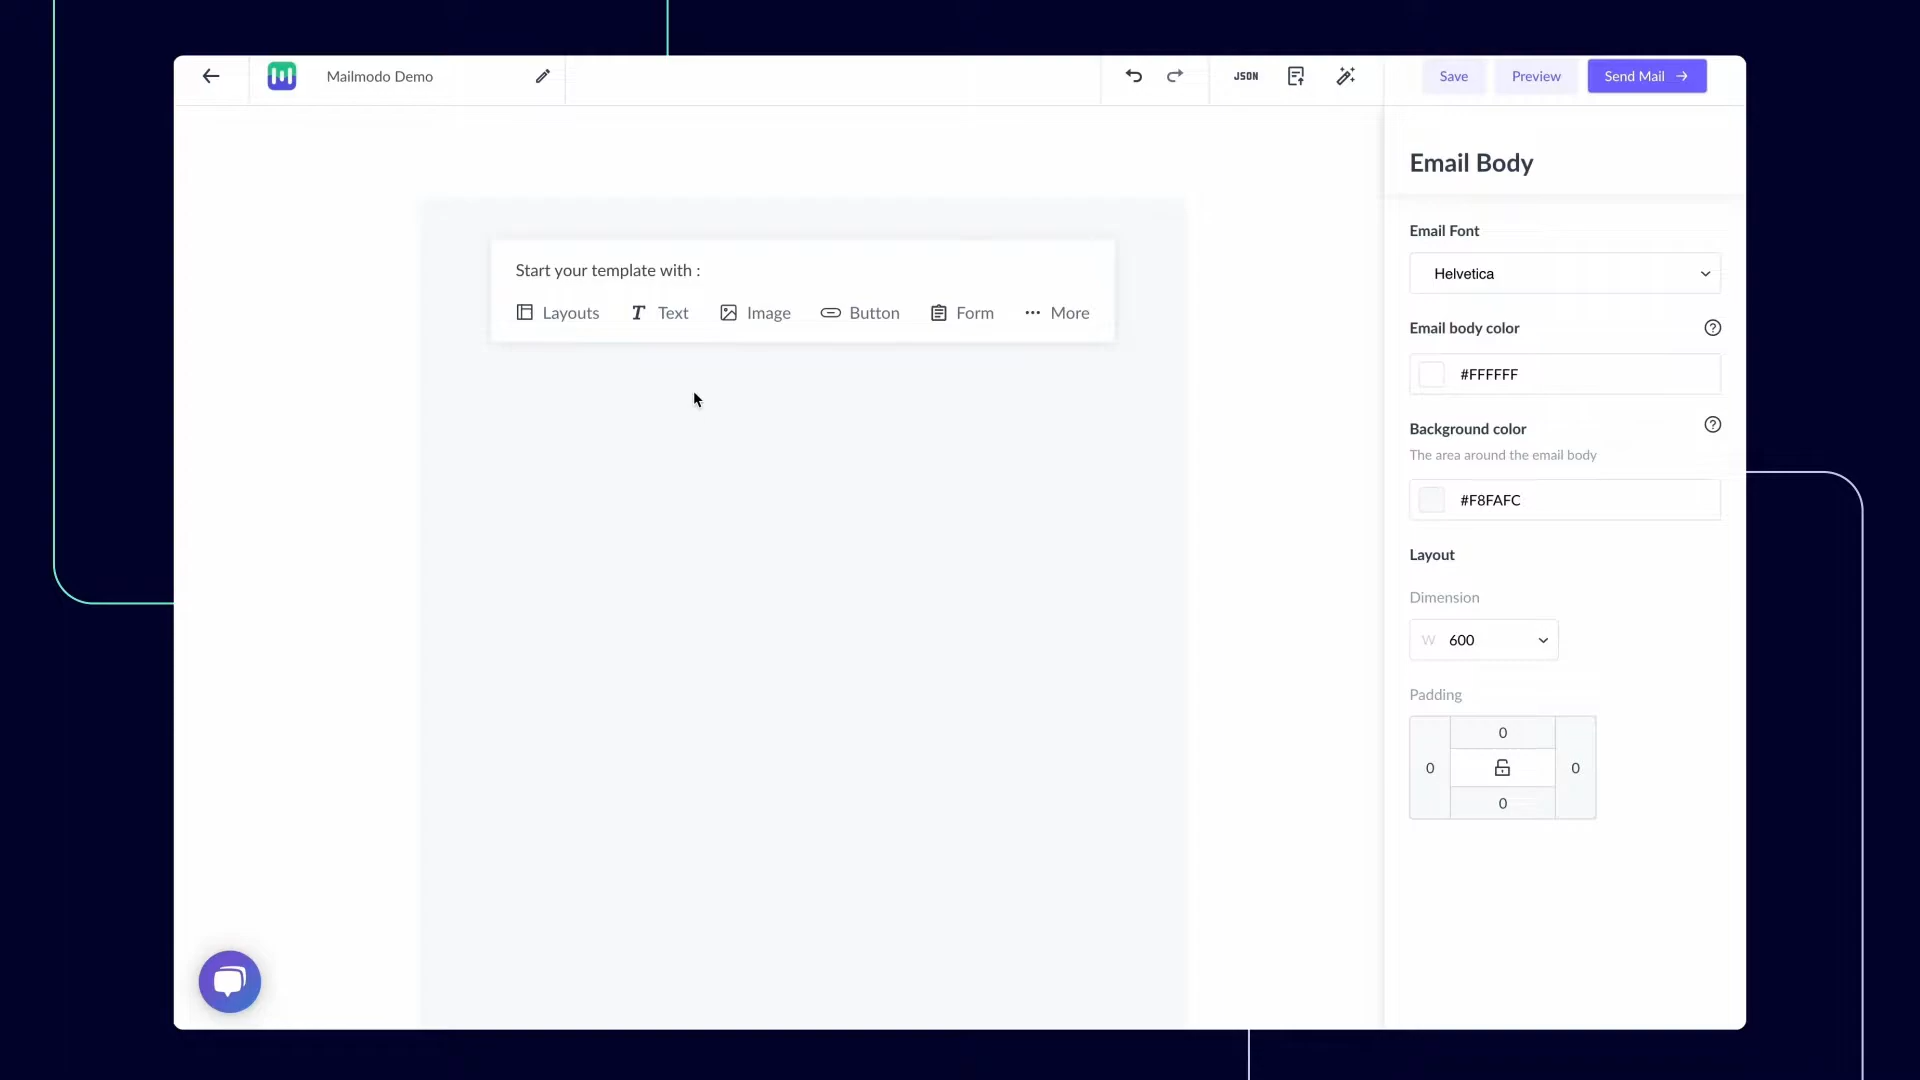 Mailmodo Demo
JSON
Save
Preview
Send Mail
Start your template with :
Layouts
Text
Image
Button
Form
More
Email Body
Email Font
Helvetica
Email body color
#FFFFFF
Background color
The area around the email body
#F8FAFC
Layout
Dimension
W 600
Padding
0
0
0
0